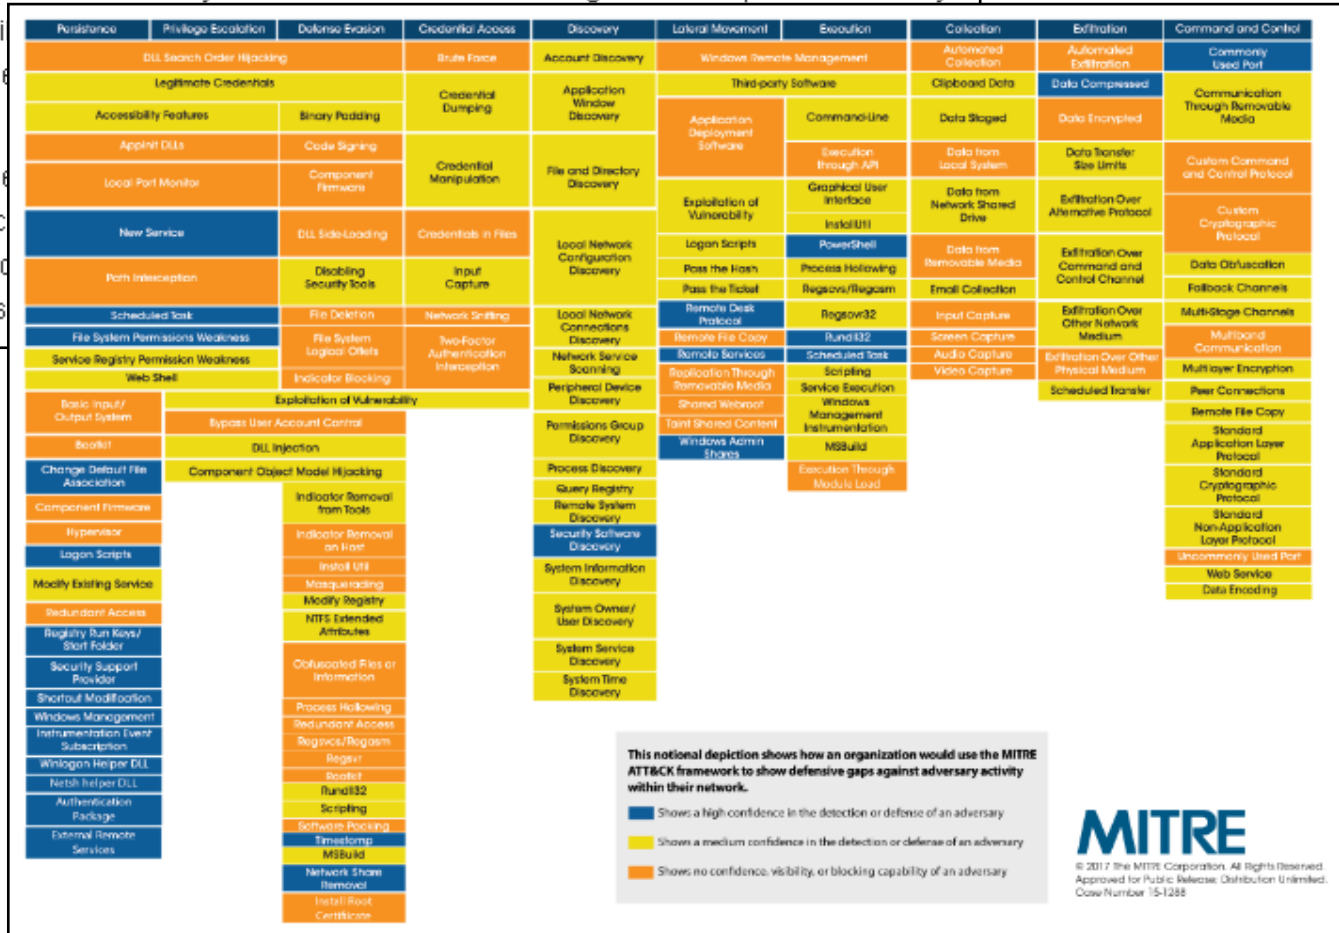 Persistence
Privilege Escalation
Defense Evasion
Credential Access
Discovery
Lateral Movement
Execution
Collection
Exfiltration
Command and Control
DLL Search Order Hijacking
Legitimate Credentials
Accessibility Features
AppInit DLLs
Local Port Monitor
New Service
Path Interception
Scheduled Task
File System Permissions Weakness
Service Registry Permission Weakness
Web Shell
Basic Input/
Output System
Bootkit
Change Default File
Association
Component Firmware
Hypervisor
Logon Scripts
Modify Existing Service
Redundant Access
Registry Run Keys/
Start Folder
Security Support
Provider
Shortcut Modification
Windows Management
Instrumentation Event
Subscription
Winlogon Helper DLL
Netsh helper DLL
Authentication
Package
External Remote
Services
Exploitation of Vulnerability
Bypass User Account Control
DLL Injection
Component Object Model Hijacking
Binary Padding
Code Signing
Component
Firmware
DLL Side-Loading
Disabling
Security Tools
File Deletion
File System
Logical Offsets
Indicator Blocking
Indicator Removal
from Tools
Indicator Removal
on Host
Install Util
Masquerading
Modify Registry
NTFS Extended
Attributes
Obfuscated Files or
Information
Process Hollowing
Redundant Access
Regsvcs/Regasm
Regsvr
Rootkit
Rundll32
Scripting
Software Packing
Timestomp
MSBuild
Network Share
Removal
Install Root
Certificate
Brute Force
Credential
Dumping
Credential
Manipulation
Credentials in Files
Input
Capture
Network Sniffing
Two-Factor
Authentication
Interception
Account Discovery
Application
Window
Discovery
File and Directory
Discovery
Local Network
Configuration
Discovery
Local Network
Connections
Discovery
Network Service
Scanning
Peripheral Device
Discovery
Permissions Group
Discovery
Process Discovery
Query Registry
Remote System
Discovery
Security Software
Discovery
System Information
Discovery
System Owner/
User Discovery
System Service
Discovery
System Time
Discovery
Windows Remote Management
Third-party Software
Application
Deployment
Software
Exploitation of
Vulnerability
Logon Scripts
Pass the Hash
Pass the Ticket
Remote Desk
Protocol
Remote File Copy
Remote Services
Replication Through
Removable Media
Shared Webroot
Taint Shared Content
Windows Admin
Shares
Command-Line
Execution
through API
Graphical User
Interface
InstallUtil
PowerShell
Process Hollowing
Regsvcs/Regasm
Regsvr32
Rundll32
Scheduled Task
Scripting
Service Execution
Windows
Management
Instrumentation
MSBuild
Execution Through
Module Load
Automated
Collection
Clipboard Data
Data Staged
Data from
Local System
Data from
Network Shared
Drive
Data from
Removable Media
Email Collection
Input Capture
Screen Capture
Audio Capture
Video Capture
Automated
Exfiltration
Data Compressed
Data Encrypted
Data Transfer
Size Limits
Exfiltration Over
Alternative Protocol
Exfiltration Over
Command and
Control Channel
Exfiltration Over
Other Network
Medium
Exfiltration Over Other
Physical Medium
Scheduled Transfer
Commonly
Used Port
Communication
Through Removable
Media
Custom Command
and Control Protocol
Custom
Cryptographic
Protocol
Data Obfuscation
Fallback Channels
Multi-Stage Channels
Multiband
Communication
Multilayer Encryption
Peer Connections
Remote File Copy
Standard
Application Layer
Protocol
Standard
Cryptographic
Protocol
Standard
Non-Application
Layer Protocol
Uncommonly Used Port
Web Service
Data Encoding
This notional depiction shows how an organization would use the MITRE
ATT&CK framework to show defensive gaps against adversary activity
within their network.
Shows a high confidence in the detection or defense of an adversary
Shows a medium confidence in the detection or defense of an adversary
Shows no confidence, visibility, or blocking capability of an adversary
MITRE
© 2017 The MITRE Corporation. All Rights Reserved.
Approved for Public Release; Distribution Unlimited.
Case Number 15-1288